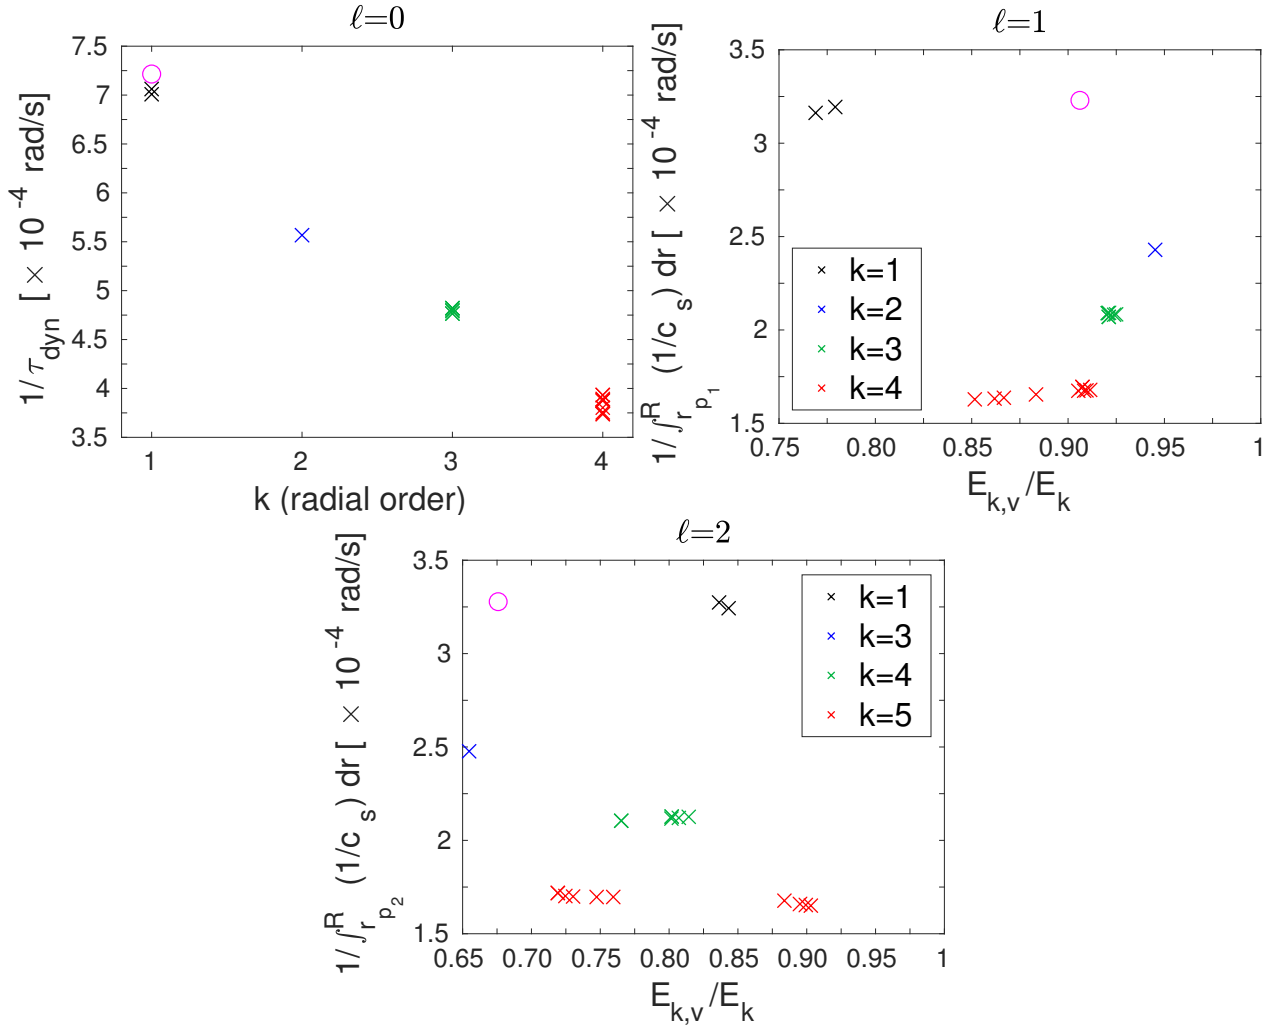 ℓ=0
7.5
7
6.5
6
5.5
5
4.5
4
3.5
1/τ_dyn [ × 10^-4 rad/s]
1 2 3 4
k (radial order)
ℓ=1
3.5
3
2.5
2
1.5
1/ ∫_{r_{p_1}}^R (1/c_s) dr [ × 10^-4 rad/s]
k=1
k=2
k=3
k=4
0.75 0.80 0.85 0.90 0.95 1
E_{k,v}/E_k
ℓ=2
3.5
3
2.5
2
1.5
1/ ∫_{r_{p_2}}^R (1/c_s) dr [ × 10^-4 rad/s]
k=1
k=3
k=4
k=5
0.65 0.70 0.75 0.80 0.85 0.90 0.95 1
E_{k,v}/E_k